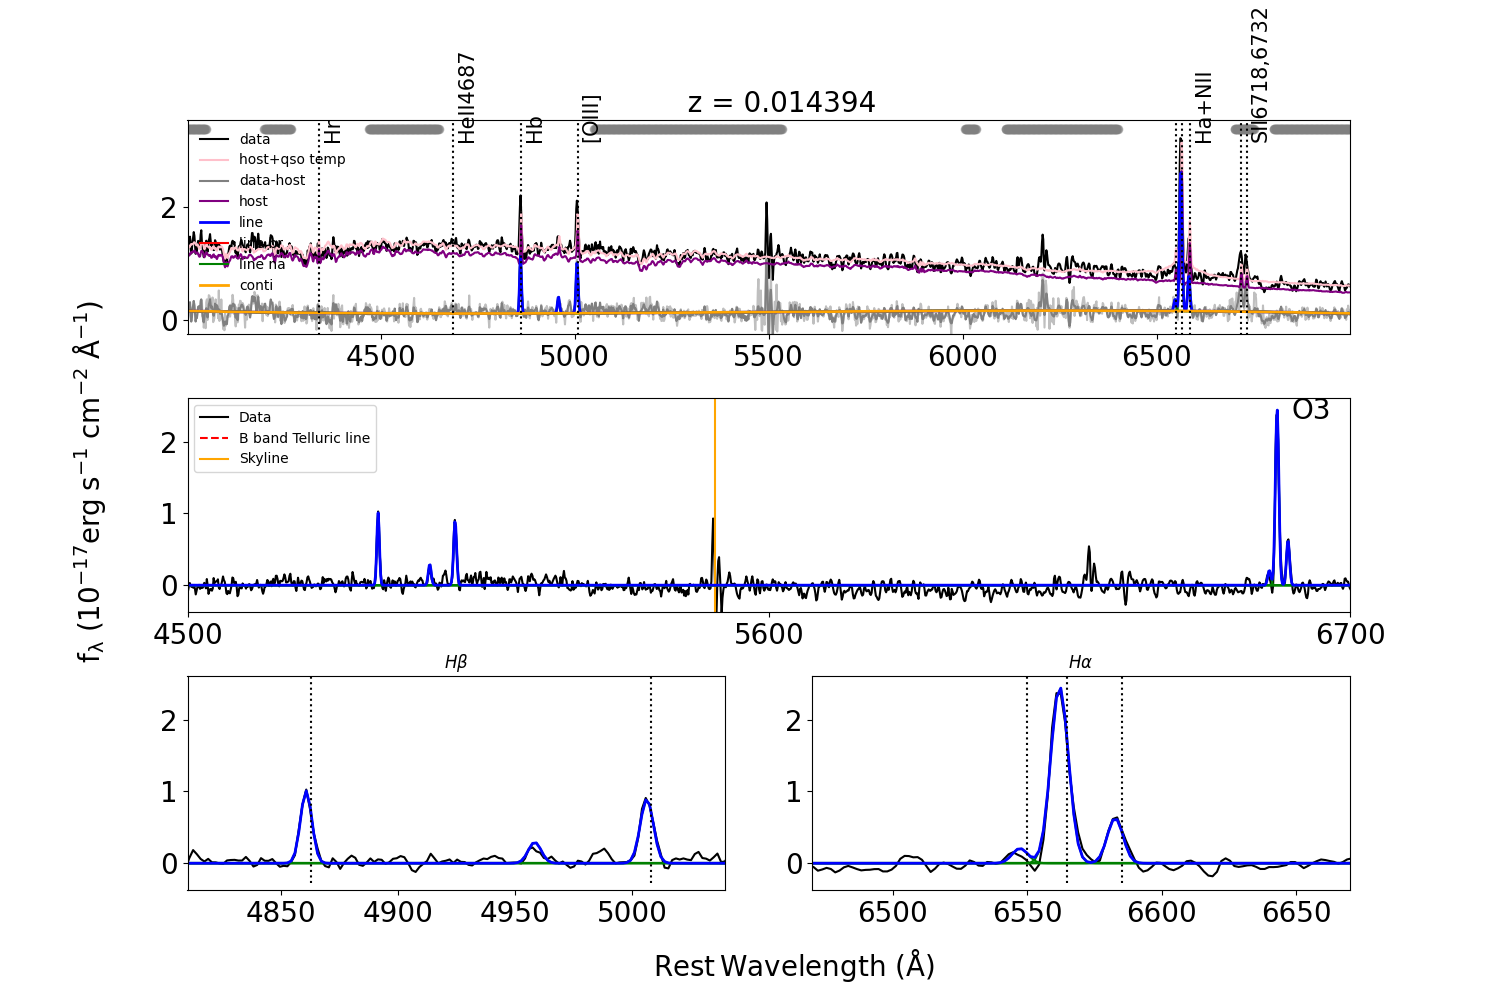 z = 0.014394
Hr
HeII4687
Hb
[OIII]
Ha+NII
SII6718,6732
data
host+qso temp
data-host
host
line
line na
conti
2
0
4500 5000 5500 6000 6500
Data
B band Telluric line
Skyline
O3
2
1
0
4500 5600 6700
fλ (10⁻¹⁷erg s⁻¹ cm⁻² Å⁻¹)
Hβ
2
1
0
4850 4900 4950 5000
Hα
2
1
0
6500 6550 6600 6650
Rest Wavelength (Å)